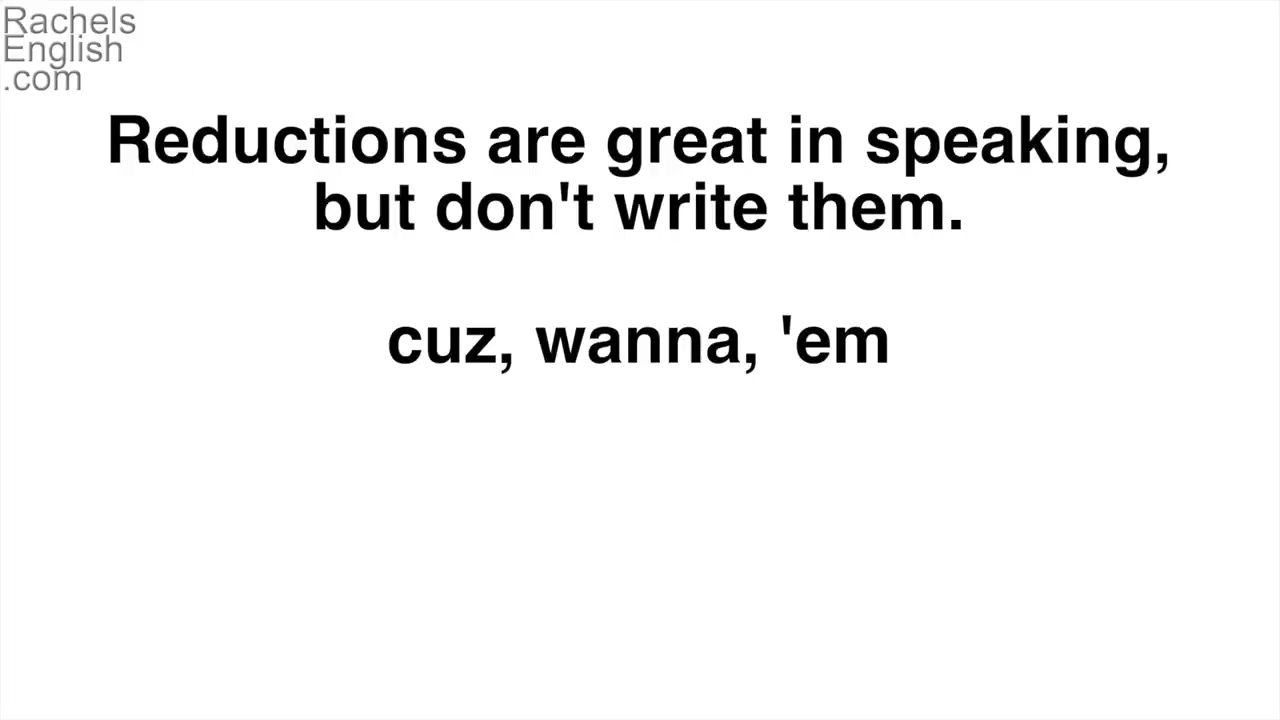 Rachels
English
.com
Reductions are great in speaking,
but don't write them.
cuz, wanna, 'em